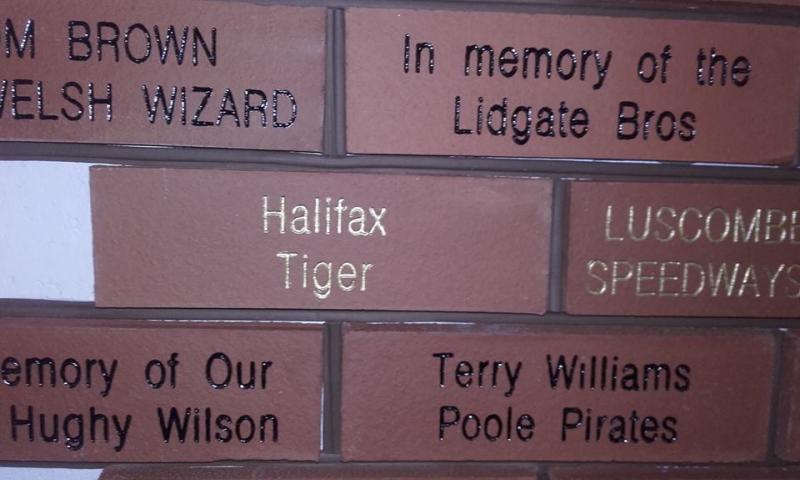 M BROWN
WELSH WIZARD
In memory of the
Lidgate Bros
Halifax
Tiger
LUSCOMBE
SPEEDWAYS
emory of Our
Hughy Wilson
Terry Williams
Poole Pirates